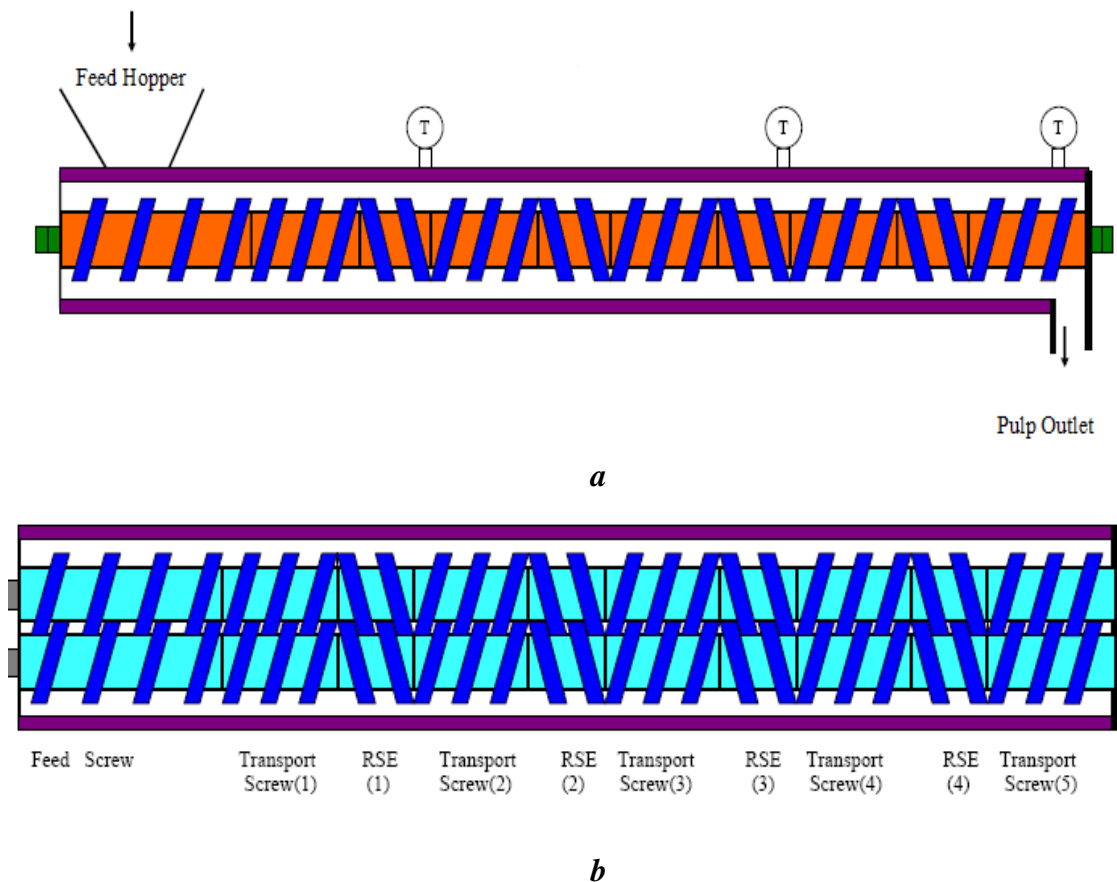 Feed Hopper
T T T
Pulp Outlet
a
Feed Screw Transport RSE Transport RSE Transport RSE Transport RSE Transport
Screw(1) (1) Screw(2) (2) Screw(3) (3) Screw(4) (4) Screw(5)
b